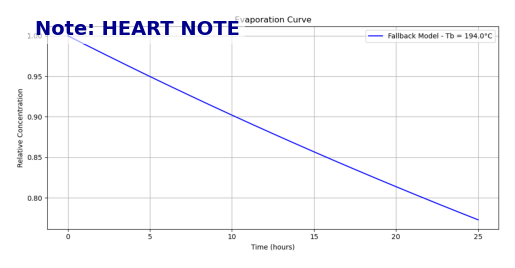 Note: HEART NOTE
Evaporation Curve
Fallback Model - Tb = 194.0°C
1.00
0.95
0.90
0.85
0.80
Relative Concentration
0 5 10 15 20 25
Time (hours)